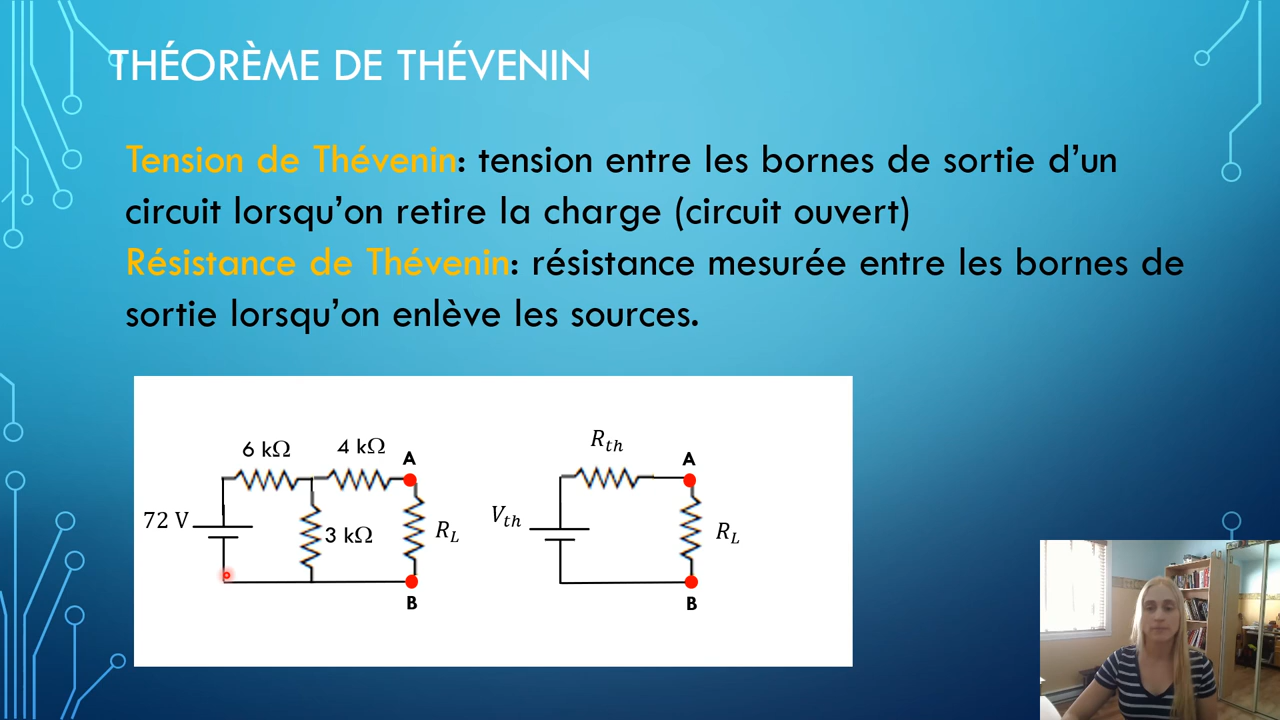 THÉORÈME DE THÉVENIN
Tension de Thévenin: tension entre les bornes de sortie d’un
circuit lorsqu’on retire la charge (circuit ouvert)
Résistance de Thévenin: résistance mesurée entre les bornes de
sortie lorsqu’on enlève les sources.
6 kΩ
4 kΩ
A
72 V
3 kΩ
R_L
B
R_th
A
V_th
R_L
B